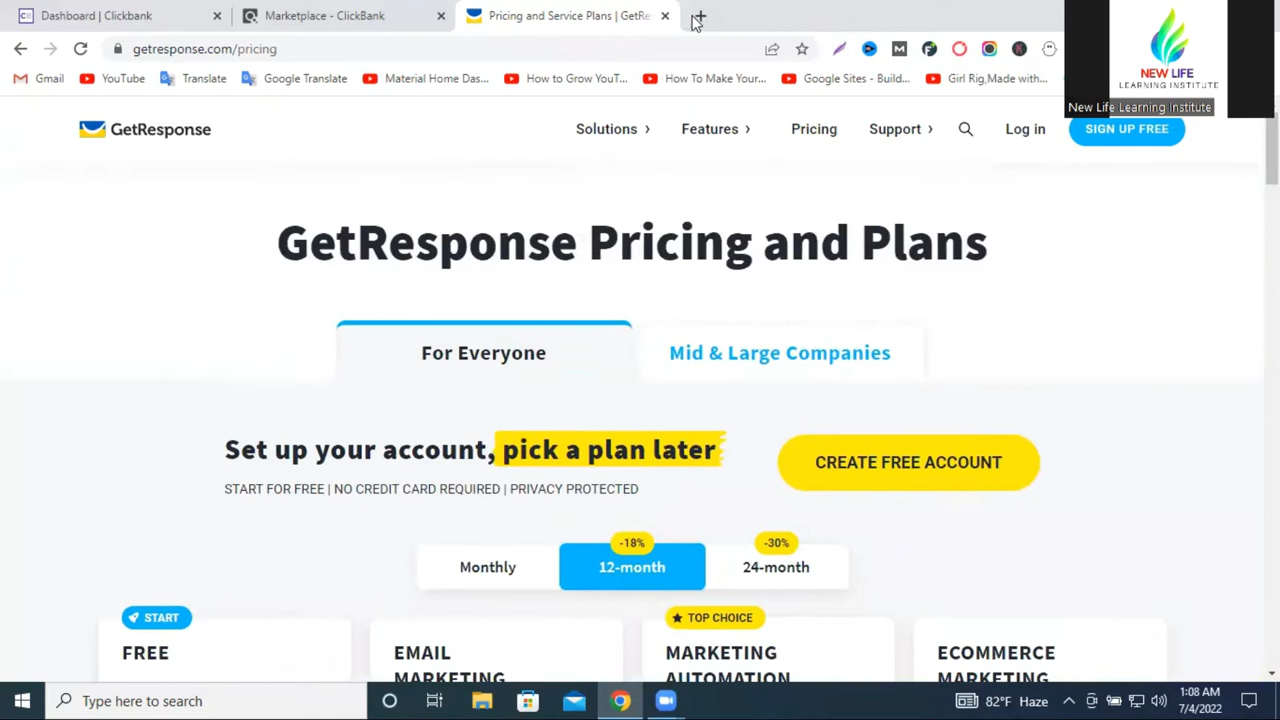 Dashboard | Clickbank
Marketplace - ClickBank
Pricing and Service Plans | GetRe
getresponse.com/pricing
Gmail
YouTube
Translate
Google Translate
Material Home Das...
How to Grow YouT...
How To Make Your...
Google Sites - Build...
Girl Rig,Made with...
NEW LIFE
LEARNING INSTITUTE
New Life Learning Institute
GetResponse
Solutions
Features
Pricing
Support
Log in
SIGN UP FREE
GetResponse Pricing and Plans
For Everyone
Mid & Large Companies
Set up your account, pick a plan later
CREATE FREE ACCOUNT
START FOR FREE | NO CREDIT CARD REQUIRED | PRIVACY PROTECTED
-18%
-30%
Monthly
12-month
24-month
START
TOP CHOICE
FREE
EMAIL
MARKETING
MARKETING
AUTOMATION
ECOMMERCE
MARKETING
Type here to search
82°F Haze
1:08 AM
7/4/2022